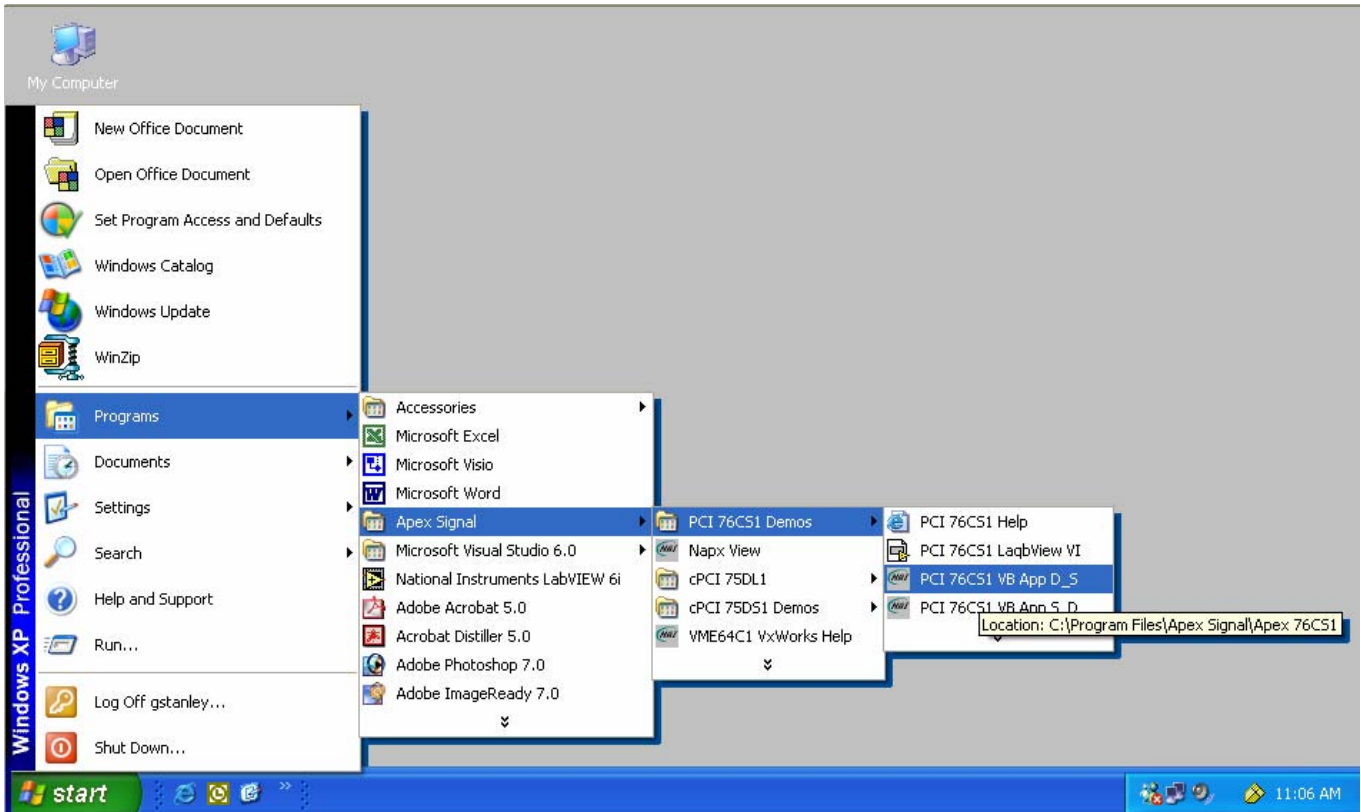 My Computer
New Office Document
Open Office Document
Set Program Access and Defaults
Windows Catalog
Windows Update
WinZip
Programs
Documents
Settings
Search
Help and Support
Run...
Log Off gstanley...
Shut Down...
Windows XP Professional
Accessories
Microsoft Excel
Microsoft Visio
Microsoft Word
Apex Signal
Microsoft Visual Studio 6.0
National Instruments LabVIEW 6i
Adobe Acrobat 5.0
Acrobat Distiller 5.0
Adobe Photoshop 7.0
Adobe ImageReady 7.0
PCI 76CS1 Demos
Napx View
cPCI 75DL1
cPCI 75DS1 Demos
VME64C1 VxWorks Help
PCI 76CS1 Help
PCI 76CS1 LaqbView VI
PCI 76CS1 VB App D_S
PCI 76CS1 VB App S_D
Location: C:\Program Files\Apex Signal\Apex 76CS1
start
11:06 AM